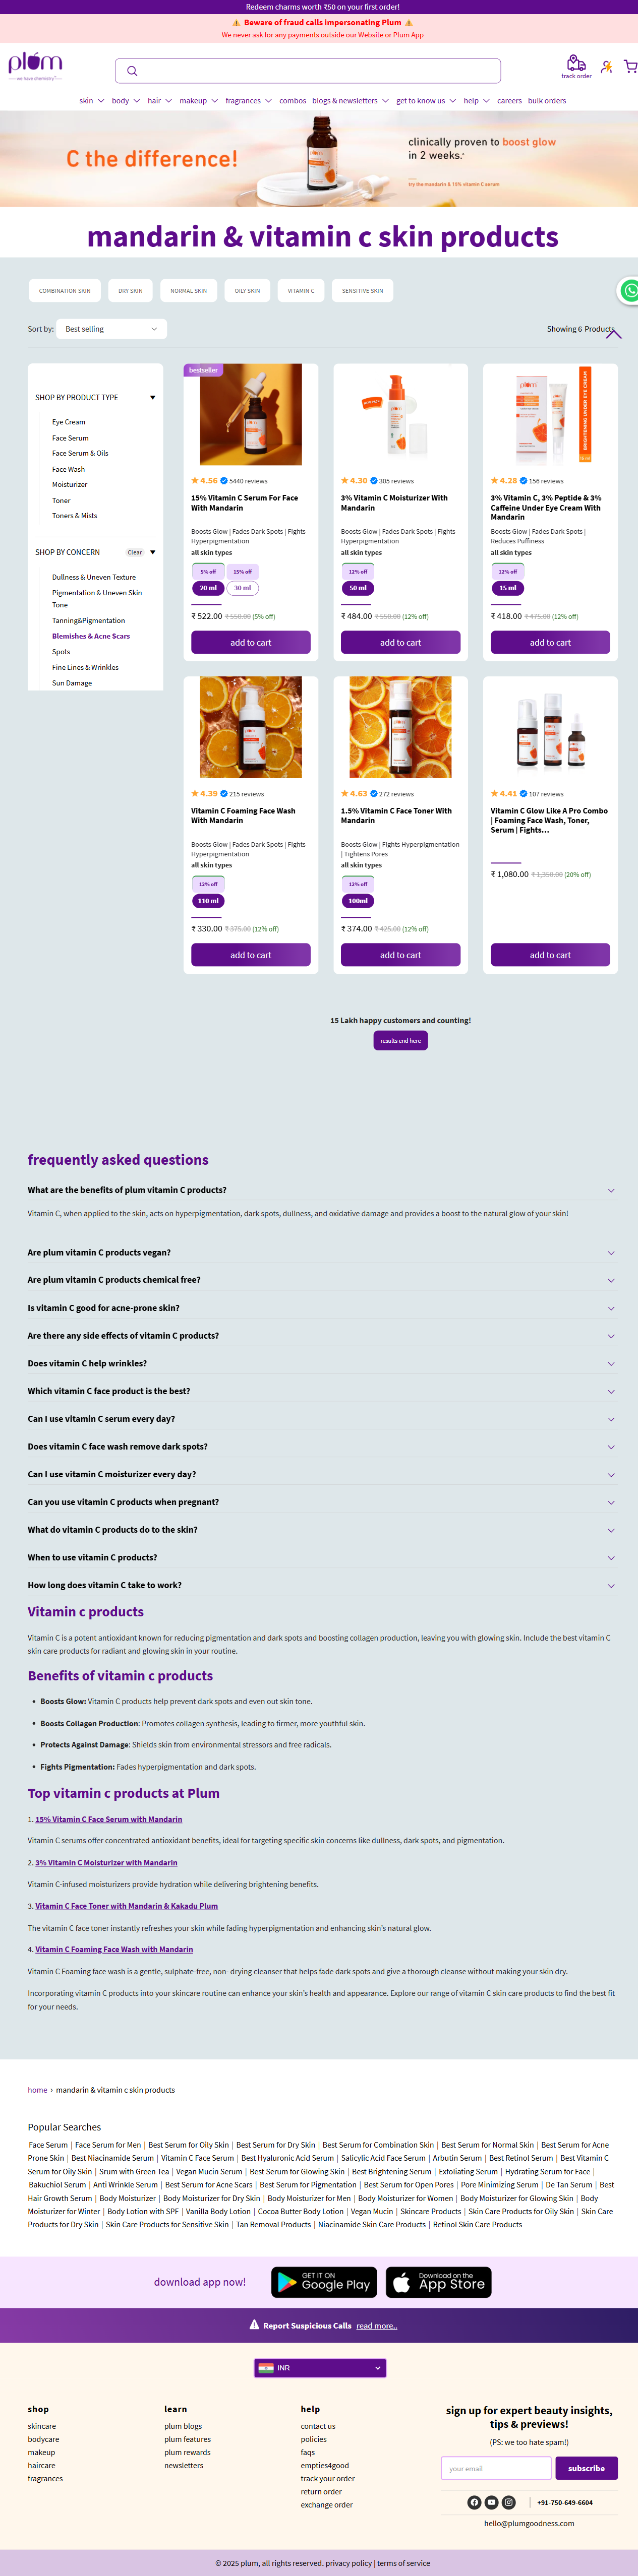 Redeem charms worth ₹50 on your first order!
⚠️ Beware of fraud calls impersonating Plum ⚠️
We never ask for any payments outside our Website or Plum App
plum
track order
skin body hair makeup fragrances combos blogs & newsletters get to know us help careers bulk orders
C the difference!
clinically proven to boost glow
in 2 weeks.
try the mandarin & 15% vitamin C serum
mandarin & vitamin c skin products
COMBINATION SKIN DRY SKIN NORMAL SKIN OILY SKIN VITAMIN C SENSITIVE SKIN
Sort by: Best selling
Showing 6 Products
SHOP BY PRODUCT TYPE
Eye Cream
Face Serum
Face Serum & Oils
Face Wash
Moisturizer
Toner
Toners & Mists
SHOP BY CONCERN Clear
Dullness & Uneven Texture
Pigmentation & Uneven Skin
Tone
Tanning&Pigmentation
Blemishes & Acne Scars
Spots
Fine Lines & Wrinkles
Sun Damage
bestseller
4.56 5440 reviews
15% Vitamin C Serum For Face
With Mandarin
Boosts Glow | Fades Dark Spots | Fights
Hyperpigmentation
all skin types
5% off 15% off
20 ml 30 ml
₹ 522.00 ₹ 550.00 (5% off)
add to cart
4.30 305 reviews
3% Vitamin C Moisturizer With
Mandarin
Boosts Glow | Fades Dark Spots | Fights
Hyperpigmentation
all skin types
12% off
50 ml
₹ 484.00 ₹ 550.00 (12% off)
add to cart
BRIGHTENING UNDER EYE CREAM
4.28 156 reviews
3% Vitamin C, 3% Peptide & 3%
Caffeine Under Eye Cream With
Mandarin
Boosts Glow | Fades Dark Spots |
Reduces Puffiness
all skin types
12% off
15 ml
₹ 418.00 ₹ 475.00 (12% off)
add to cart
4.39 215 reviews
Vitamin C Foaming Face Wash
With Mandarin
Boosts Glow | Fades Dark Spots | Fights
Hyperpigmentation
all skin types
12% off
110 ml
₹ 330.00 ₹ 375.00 (12% off)
add to cart
4.63 272 reviews
1.5% Vitamin C Face Toner With
Mandarin
Boosts Glow | Fights Hyperpigmentation
| Tightens Pores
all skin types
12% off
100ml
₹ 374.00 ₹ 425.00 (12% off)
add to cart
4.41 107 reviews
Vitamin C Glow Like A Pro Combo
| Foaming Face Wash, Toner,
Serum | Fights...
₹ 1,080.00 ₹ 1,350.00 (20% off)
add to cart
15 Lakh happy customers and counting!
results end here
frequently asked questions
What are the benefits of plum vitamin C products?
Vitamin C, when applied to the skin, acts on hyperpigmentation, dark spots, dullness, and oxidative damage and provides a boost to the natural glow of your skin!
Are plum vitamin C products vegan?
Are plum vitamin C products chemical free?
Is vitamin C good for acne-prone skin?
Are there any side effects of vitamin C products?
Does vitamin C help wrinkles?
Which vitamin C face product is the best?
Can I use vitamin C serum every day?
Does vitamin C face wash remove dark spots?
Can I use vitamin C moisturizer every day?
Can you use vitamin C products when pregnant?
What do vitamin C products do to the skin?
When to use vitamin C products?
How long does vitamin C take to work?
Vitamin c products
Vitamin C is a potent antioxidant known for reducing pigmentation and dark spots and boosting collagen production, leaving you with glowing skin. Include the best vitamin C
skin care products for radiant and glowing skin in your routine.
Benefits of vitamin c products
• Boosts Glow: Vitamin C products help prevent dark spots and even out skin tone.
• Boosts Collagen Production: Promotes collagen synthesis, leading to firmer, more youthful skin.
• Protects Against Damage: Shields skin from environmental stressors and free radicals.
• Fights Pigmentation: Fades hyperpigmentation and dark spots.
Top vitamin c products at Plum
1. 15% Vitamin C Face Serum with Mandarin
Vitamin C serums offer concentrated antioxidant benefits, ideal for targeting specific skin concerns like dullness, dark spots, and pigmentation.
2. 3% Vitamin C Moisturizer with Mandarin
Vitamin C-infused moisturizers provide hydration while delivering brightening benefits.
3. Vitamin C Face Toner with Mandarin & Kakadu Plum
The vitamin C face toner instantly refreshes your skin while fading hyperpigmentation and enhancing skin's natural glow.
4. Vitamin C Foaming Face Wash with Mandarin
Vitamin C Foaming Face wash is a gentle, sulphate-free, non- drying cleanser that helps fade dark spots and give a thorough cleanse without making your skin dry.
Incorporating vitamin C products into your skincare routine can enhance your skin's health and appearance. Explore our range of vitamin C skin care products to find the best fit
for your needs.
home › mandarin & vitamin c skin products
Popular Searches
Face Serum | Face Serum for Men | Best Serum for Oily Skin | Best Serum for Dry Skin | Best Serum for Combination Skin | Best Serum for Normal Skin | Best Serum for Acne
Prone Skin | Best Niacinamide Serum | Vitamin C Face Serum | Best Hyaluronic Acid Serum | Salicylic Acid Face Serum | Arbutin Serum | Best Retinol Serum | Best Vitamin C
Serum for Oily Skin | Srum with Green Tea | Vegan Mucin Serum | Best Serum for Glowing Skin | Best Brightening Serum | Exfoliating Serum | Hydrating Serum for Face |
Bakuchiol Serum | Anti Wrinkle Serum | Best Serum for Acne Scars | Best Serum for Pigmentation | Best Serum for Open Pores | Pore Minimizing Serum | De Tan Serum | Best
Hair Growth Serum | Body Moisturizer | Body Moisturizer for Dry Skin | Body Moisturizer for Men | Body Moisturizer for Women | Body Moisturizer for Glowing Skin | Body
Moisturizer for Winter | Body Lotion with SPF | Vanilla Body Lotion | Cocoa Butter Body Lotion | Vegan Mucin | Skincare Products | Skin Care Products for Oily Skin | Skin Care
Products for Dry Skin | Skin Care Products for Sensitive Skin | Tan Removal Products | Niacinamide Skin Care Products | Retinol Skin Care Products
download app now!
GET IT ON
Google Play
Download on the
App Store
Report Suspicious Calls read more..
INR
shop
skincare
bodycare
makeup
haircare
fragrances
learn
plum blogs
plum features
plum rewards
newsletters
help
contact us
policies
faqs
empties4good
track your order
return order
exchange order
sign up for expert beauty insights,
tips & previews!
(PS: we too hate spam!)
your email
subscribe
+91-750-649-6604
hello@plumgoodness.com
© 2025 plum, all rights reserved. privacy policy | terms of service